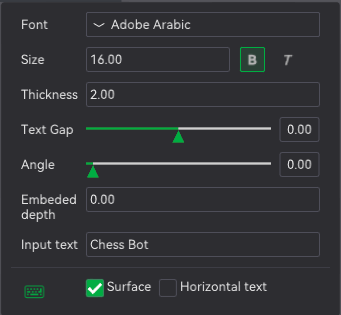 Font Adobe Arabic
Size 16.00 B T
Thickness 2.00
Text Gap 0.00
Angle 0.00
Embeded
depth 0.00
Input text Chess Bot
Surface Horizontal text